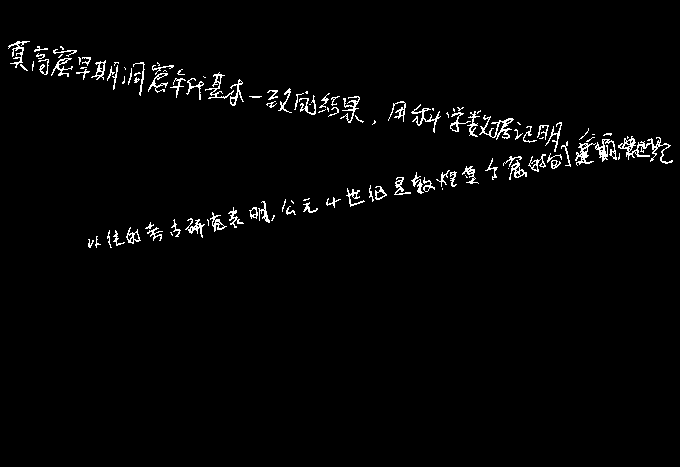 莫高窟早期洞窟年代基本一致的结果，用科学数据证明
以往的考古研究表明，公元4世纪是敦煌莫高窟的创建